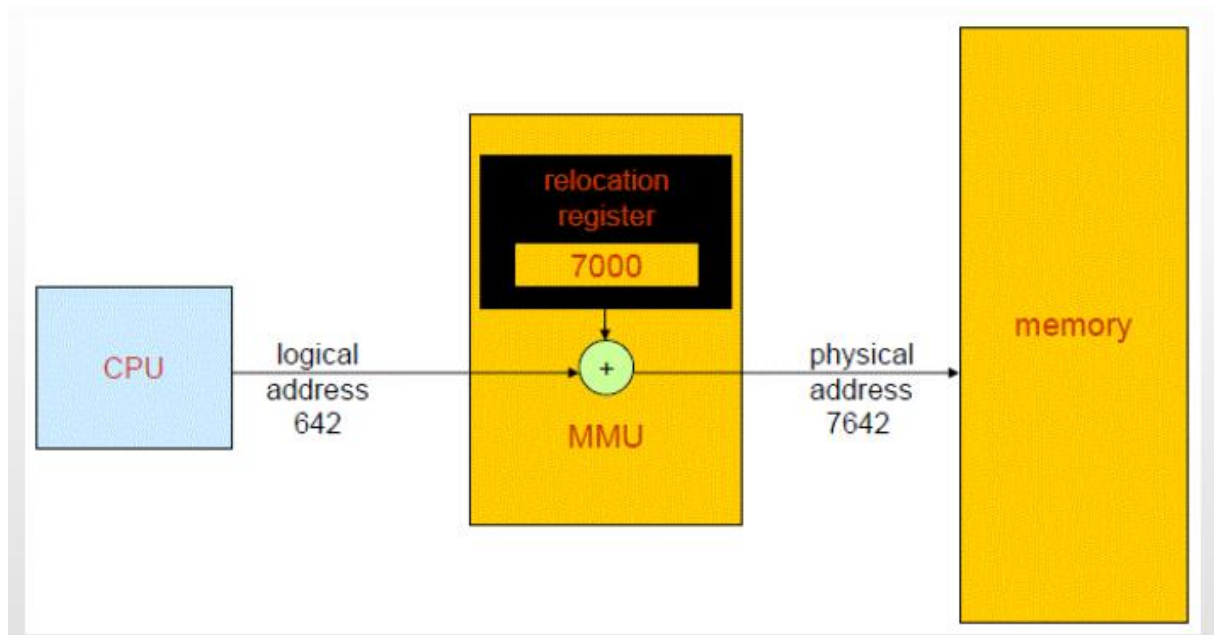 CPU
logical
address
642
relocation
register
7000
+
MMU
physical
address
7642
memory